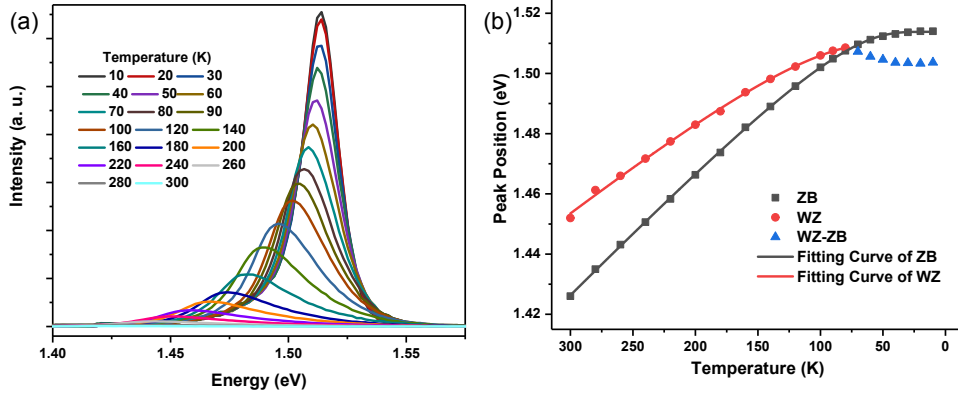 (a)
Intensity (a. u.)
Temperature (K)
10 20 30
40 50 60
70 80 90
100 120 140
160 180 200
220 240 260
280 300
1.40 1.45 1.50 1.55
Energy (eV)
(b)
Peak Position (eV)
1.52
1.50
1.48
1.46
1.44
1.42
ZB
WZ
WZ-ZB
Fitting Curve of ZB
Fitting Curve of WZ
300 250 200 150 100 50 0
Temperature (K)